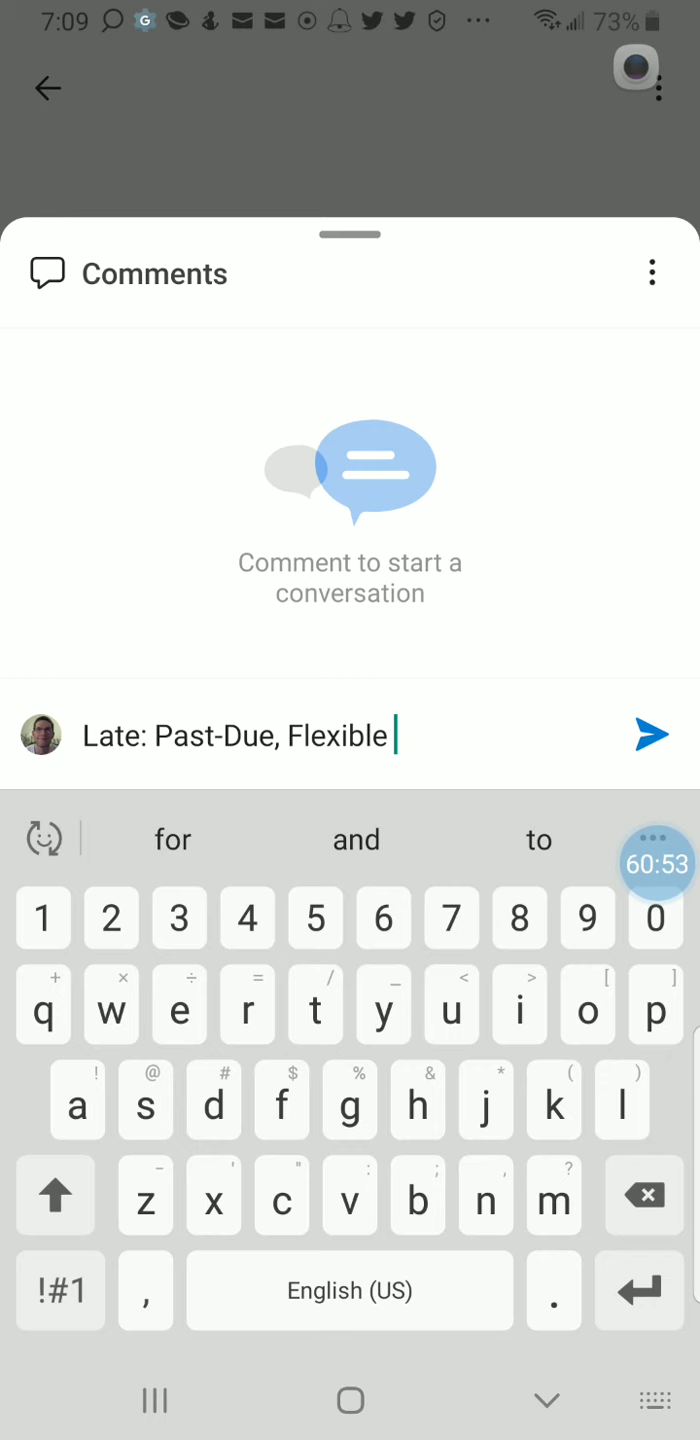 7:09 G 73%
Comments
Comment to start a
conversation
Late: Past-Due, Flexible
for and to
60:53
1 2 3 4 5 6 7 8 9 0
+ × ÷ = / _ < > [ ]
q w e r t y u i o p
! @ # $ % & * ( )
a s d f g h j k l
- ' " : ; , ?
z x c v b n m
!#1 , English (US) .